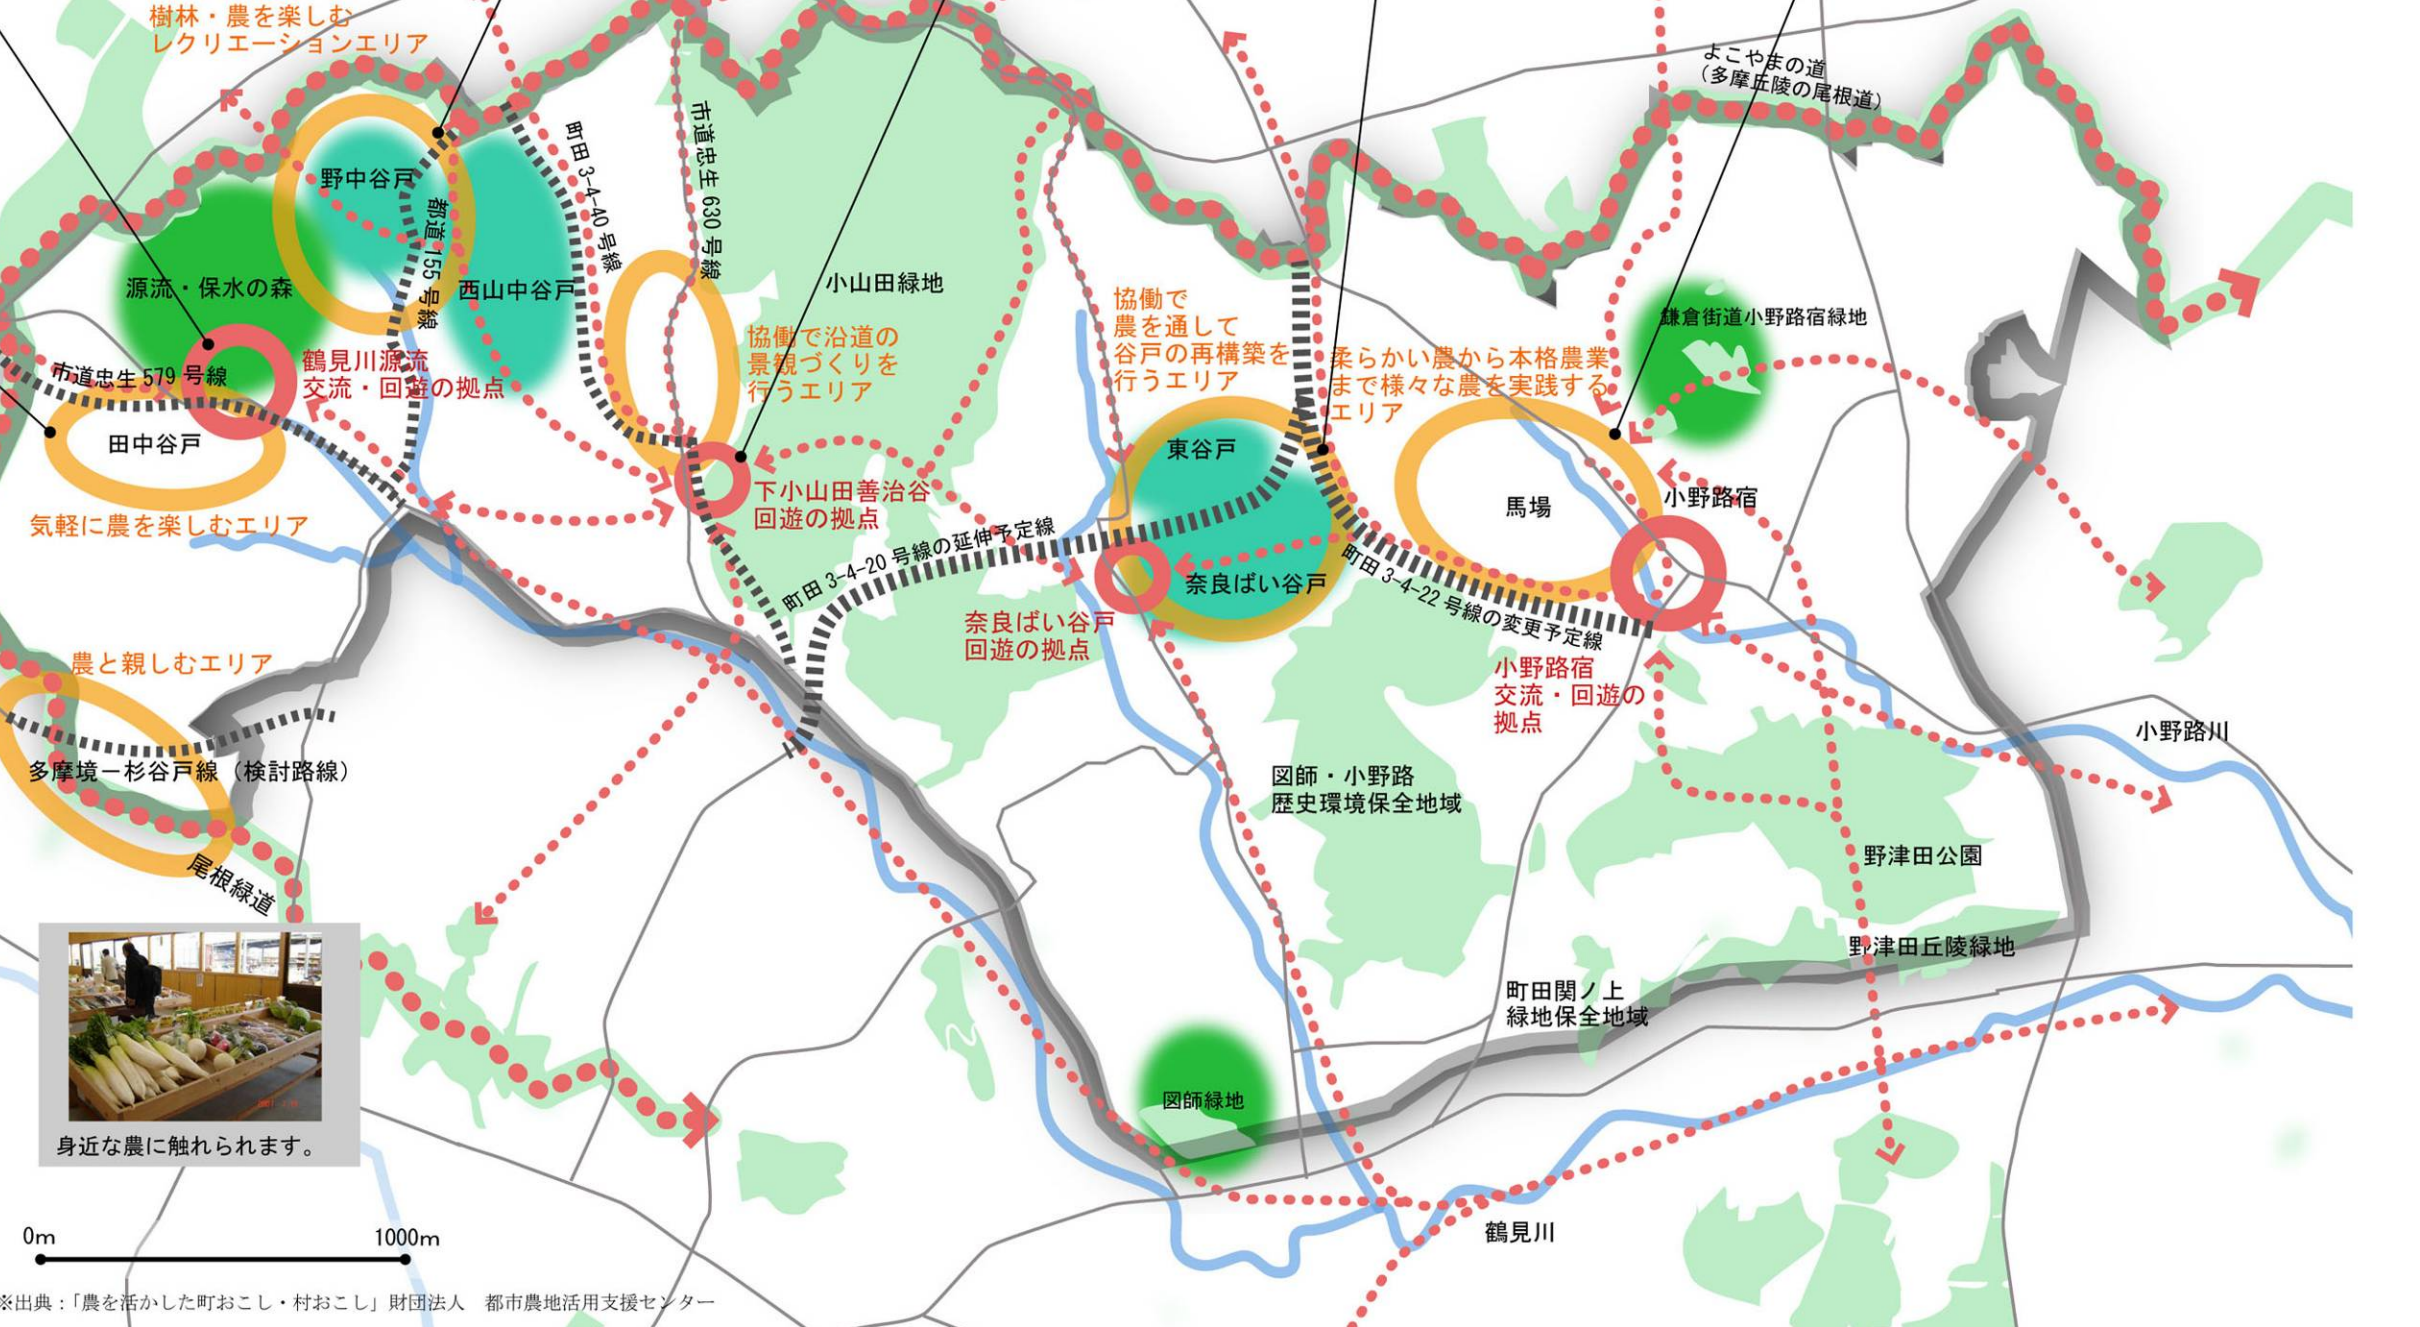 樹林・農を楽しむ
レクリエーションエリア
よこやまの道
(多摩丘陵の尾根道)
町田 3-4-40 号線
市道忠生 630 号線
野中谷戸
都道 155 号線
西山中谷戸
源流・保水の森
小山田緑地
鎌倉街道小野路宿緑地
協働で沿道の
景観づくりを
行うエリア
協働で
農を通して
谷戸の再構築を
行うエリア
柔らかい農から本格農業
まで様々な農を実践する
エリア
市道忠生 579 号線
鶴見川源流
交流・回遊の拠点
田中谷戸
東谷戸
馬場
小野路宿
下小山田善治谷
回遊の拠点
気軽に農を楽しむエリア
町田 3-4-20 号線の延伸予定線
奈良ばい谷戸
町田 3-4-22 号線の変更予定線
奈良ばい谷戸
回遊の拠点
小野路宿
交流・回遊の
拠点
農と親しむエリア
小野路川
多摩境ー杉谷戸線(検討路線)
図師・小野路
歴史環境保全地域
尾根緑道
野津田公園
野津田丘陵緑地
町田関ノ上
緑地保全地域
図師緑地
身近な農に触れられます。
鶴見川
0m
1000m
※出典:「農を活かした町おこし・村おこし」財団法人 都市農地活用支援センター